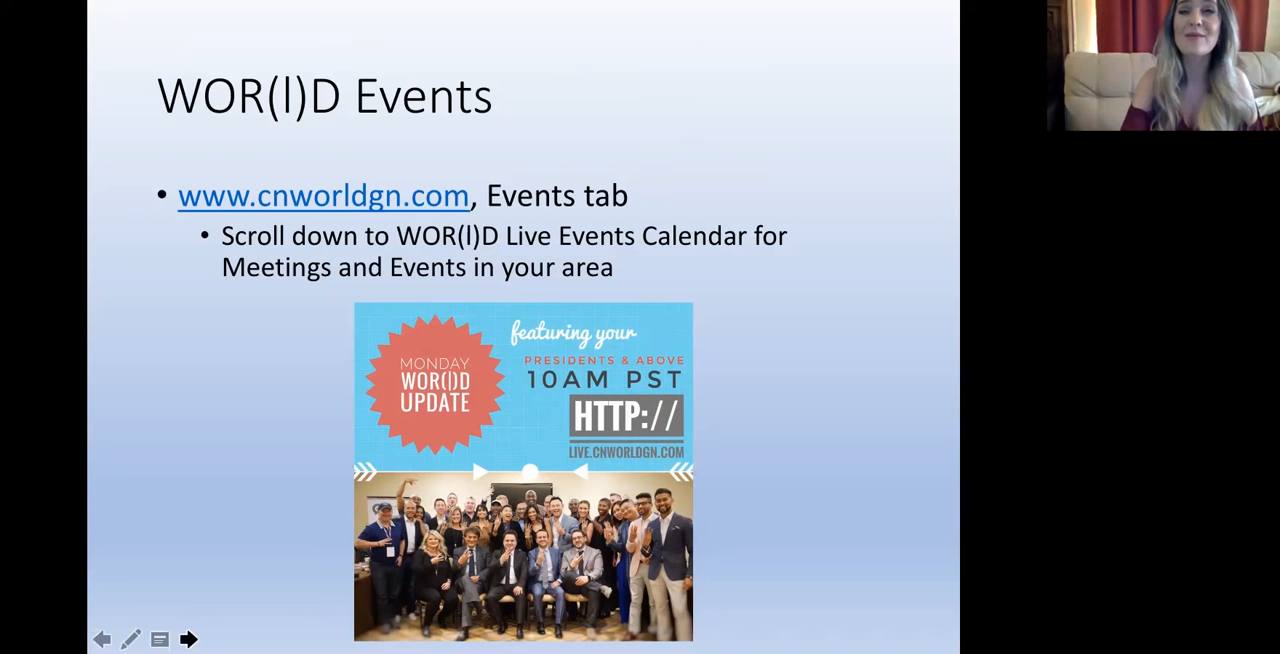 WOR(l)D Events
• www.cnworldgn.com, Events tab
• Scroll down to WOR(l)D Live Events Calendar for
Meetings and Events in your area
MONDAY
WOR(l)D
UPDATE
featuring your
PRESIDENTS & ABOVE
10AM PST
HTTP://
LIVE.CNWORLDGN.COM